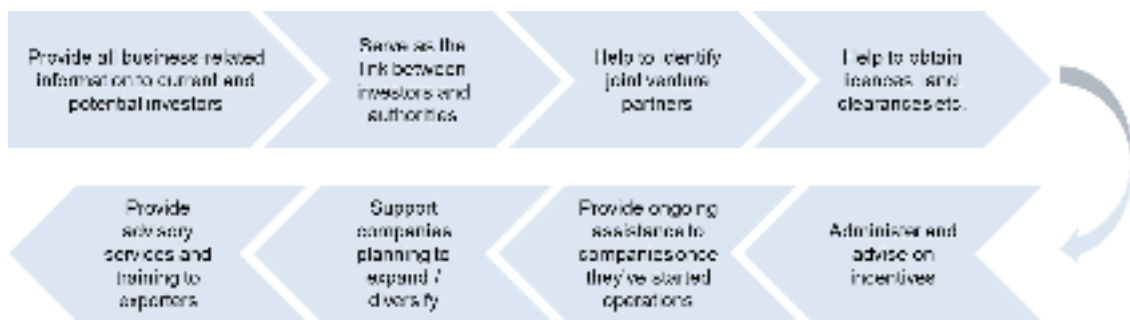 Provide all business-related
information to current and
potential investors
Serve as the
link between
investors and
authorities
Help to identify
joint venture
partners
Help to obtain
licences, land
clearances etc.
Administer and
advise on
incentives
Provide ongoing
assistance to
companies once
they've started
operations
Support
companies
planning to
expand /
diversify
Provide
advisory
services and
training to
exporters